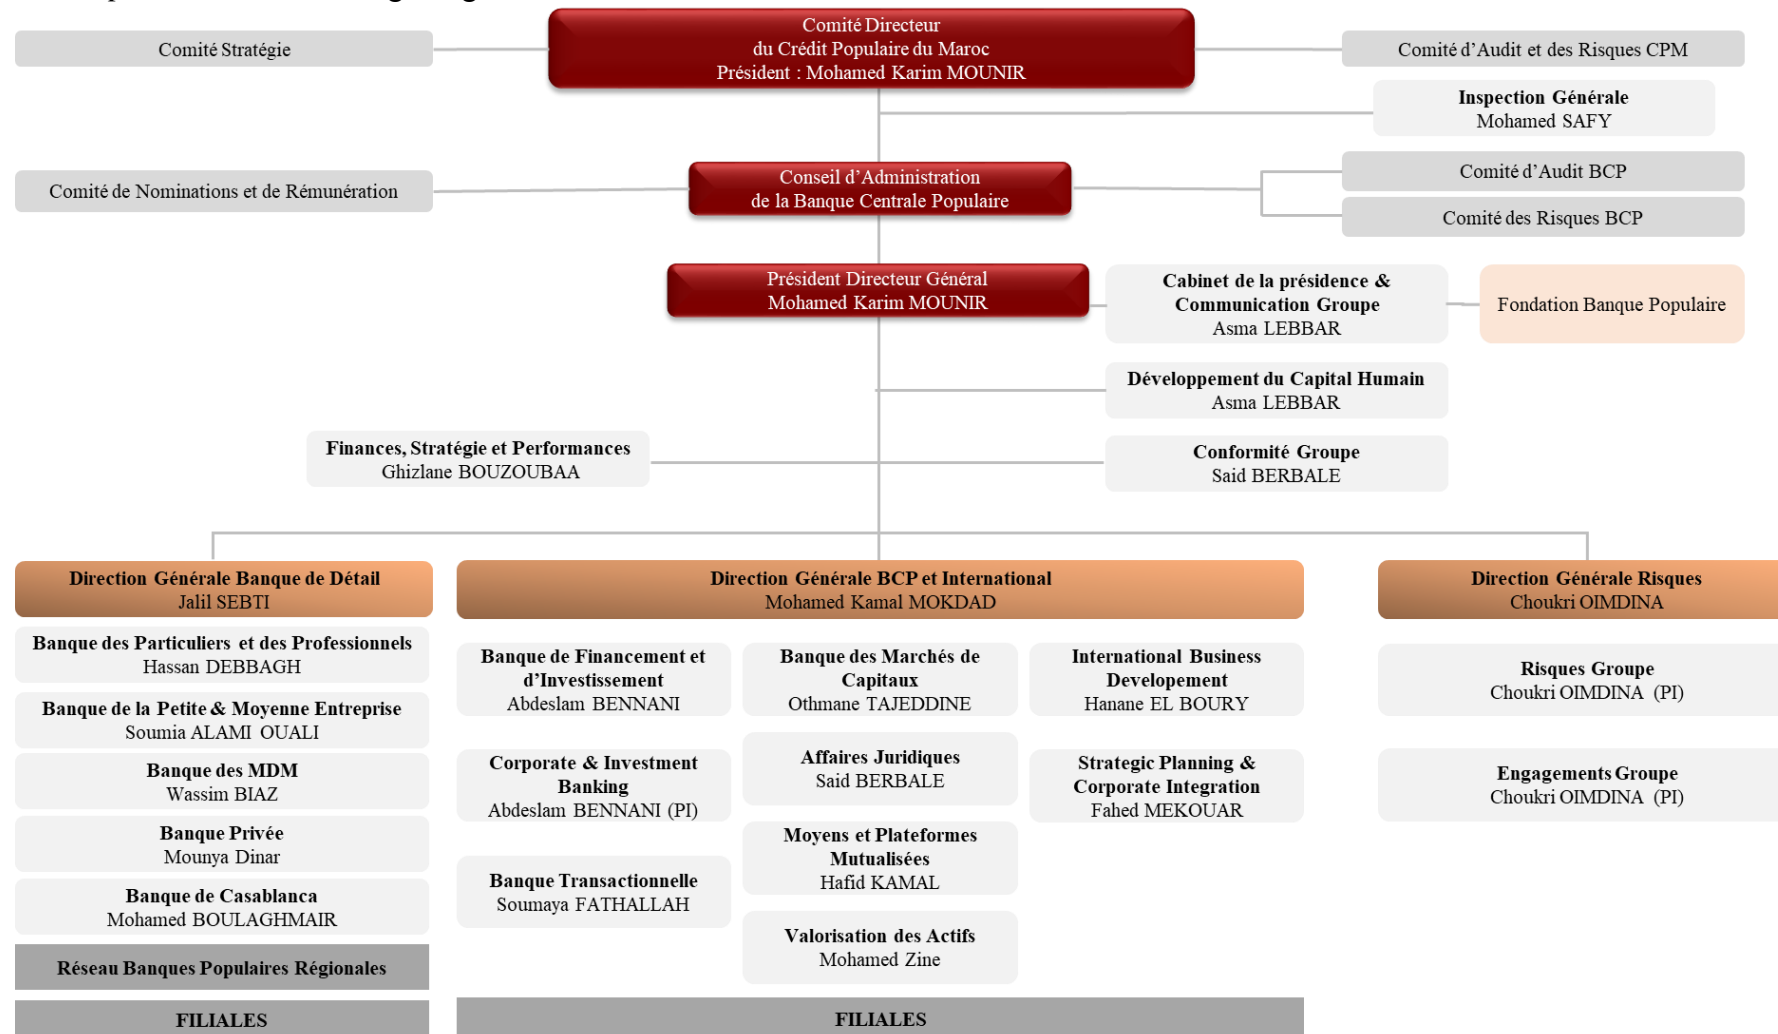 Comité Directeur
du Crédit Populaire du Maroc
Président : Mohamed Karim MOUNIR
Comité Stratégie
Comité d’Audit et des Risques CPM
Inspection Générale
Mohamed SAFY
Conseil d’Administration
de la Banque Centrale Populaire
Comité de Nominations et de Rémunération
Comité d’Audit BCP
Comité des Risques BCP
Président Directeur Général
Mohamed Karim MOUNIR
Cabinet de la présidence &
Communication Groupe
Asma LEBBAR
Fondation Banque Populaire
Développement du Capital Humain
Asma LEBBAR
Finances, Stratégie et Performances
Ghizlane BOUZOUBAA
Conformité Groupe
Said BERBALE
Direction Générale Banque de Détail
Jalil SEBTI
Banque des Particuliers et des Professionnels
Hassan DEBBAGH
Banque de la Petite & Moyenne Entreprise
Soumia ALAMI OUALI
Banque des MDM
Wassim BIAZ
Banque Privée
Mounya Dinar
Banque de Casablanca
Mohamed BOULAGHMAIR
Réseau Banques Populaires Régionales
FILIALES
Direction Générale BCP et International
Mohamed Kamal MOKDAD
Banque de Financement et
d’Investissement
Abdeslam BENNANI
Corporate & Investment
Banking
Abdeslam BENNANI (PI)
Banque Transactionnelle
Soumaya FATHALLAH
Banque des Marchés de
Capitaux
Othmane TAJEDDINE
Affaires Juridiques
Said BERBALE
Moyens et Plateformes
Mutualisées
Hafid KAMAL
Valorisation des Actifs
Mohamed Zine
International Business
Developement
Hanane EL BOURY
Strategic Planning &
Corporate Integration
Fahed MEKOUAR
FILIALES
Direction Générale Risques
Choukri OIMDINA
Risques Groupe
Choukri OIMDINA (PI)
Engagements Groupe
Choukri OIMDINA (PI)